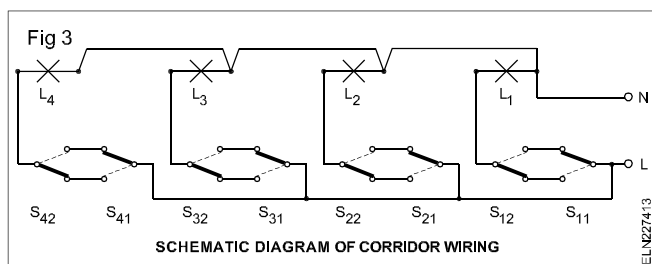 Fig 3
L4 L3 L2 L1
N
L
S42 S41 S32 S31 S22 S21 S12 S11
SCHEMATIC DIAGRAM OF CORRIDOR WIRING
ELN227413